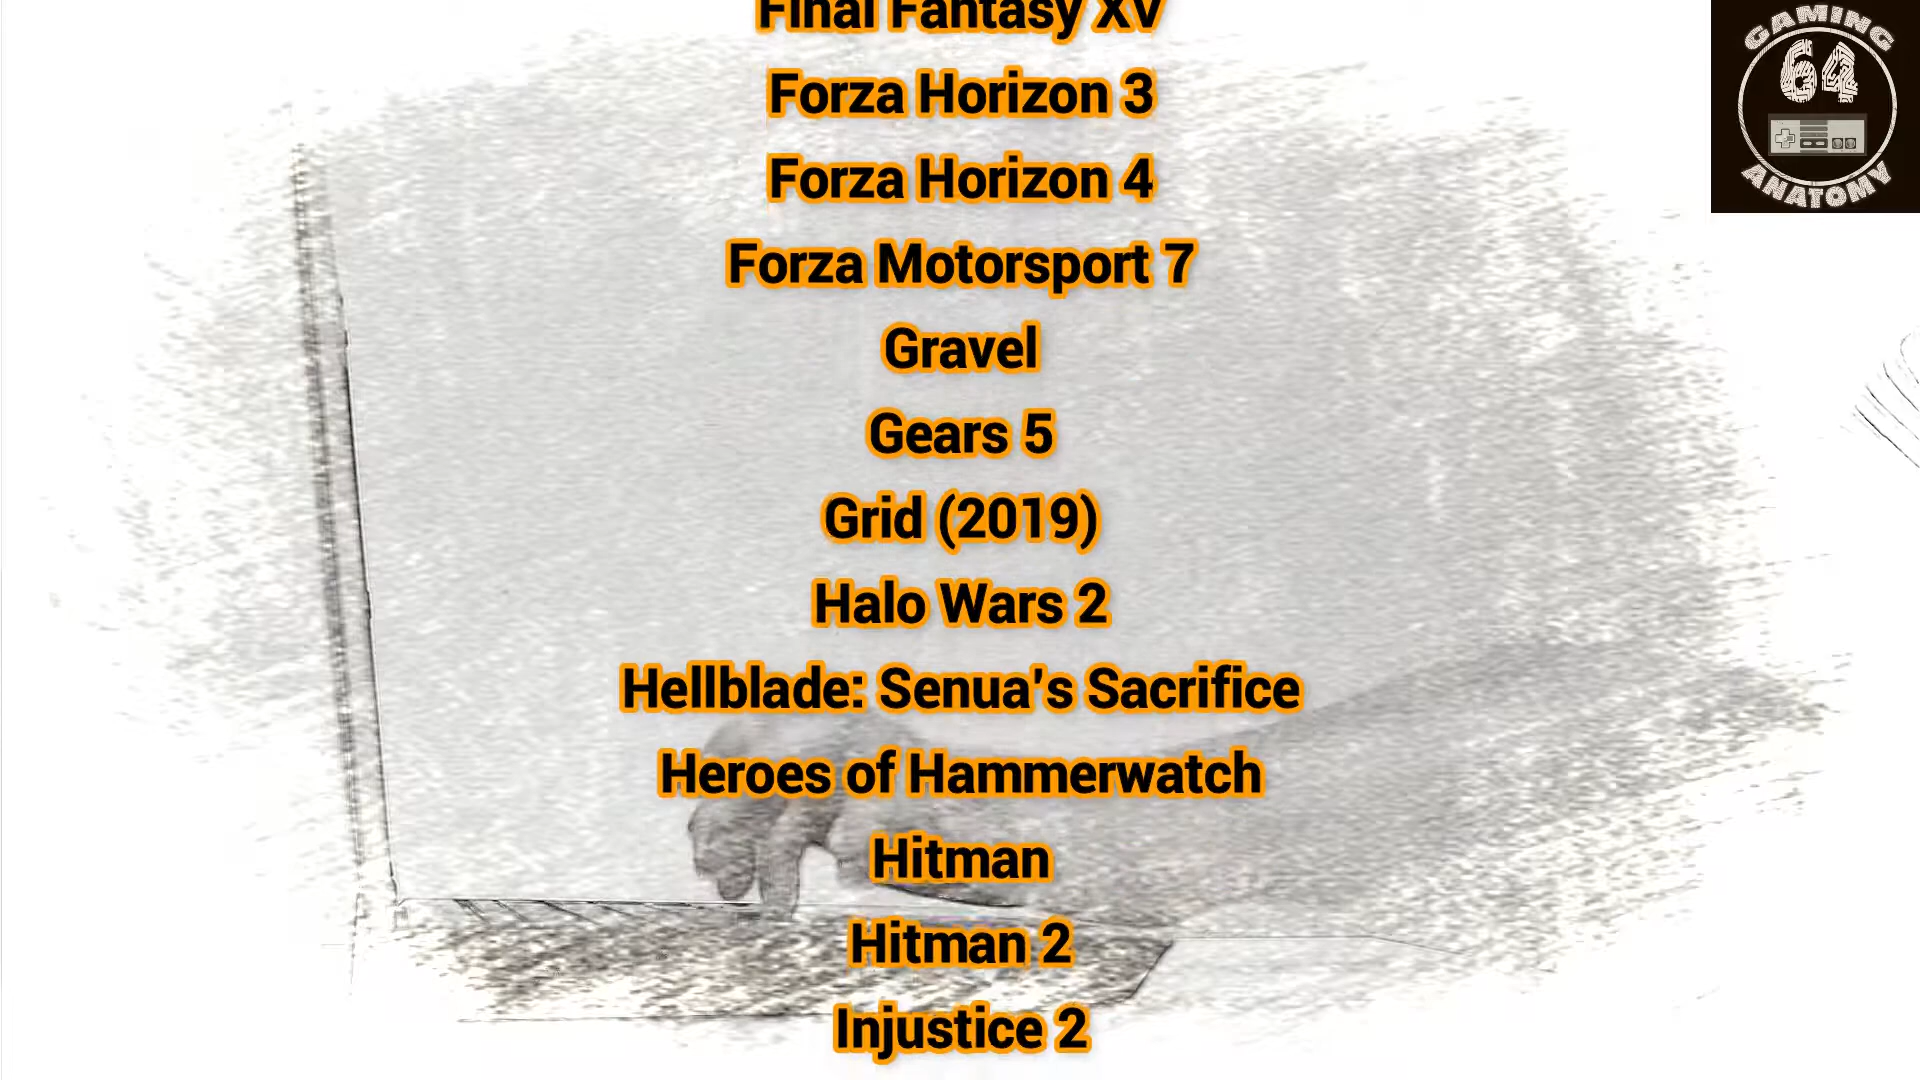 Final Fantasy XV
Forza Horizon 3
Forza Horizon 4
Forza Motorsport 7
Gravel
Gears 5
Grid (2019)
Halo Wars 2
Hellblade: Senua's Sacrifice
Heroes of Hammerwatch
Hitman
Hitman 2
Injustice 2
GAMING
64
ANATOMY